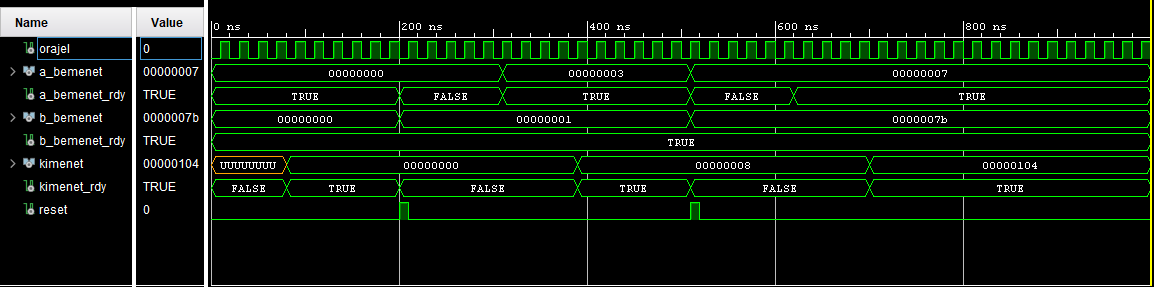 Name Value 0 ns 200 ns 400 ns 600 ns 800 ns
orajel 0
a_bemenet 00000007 00000000 00000003 00000007
a_bemenet_rdy TRUE TRUE FALSE TRUE FALSE TRUE
b_bemenet 0000007b 00000000 00000001 0000007b
b_bemenet_rdy TRUE TRUE
kimenet 00000104 UUUUUUUU 00000000 00000008 00000104
kimenet_rdy TRUE FALSE TRUE FALSE TRUE FALSE TRUE
reset 0